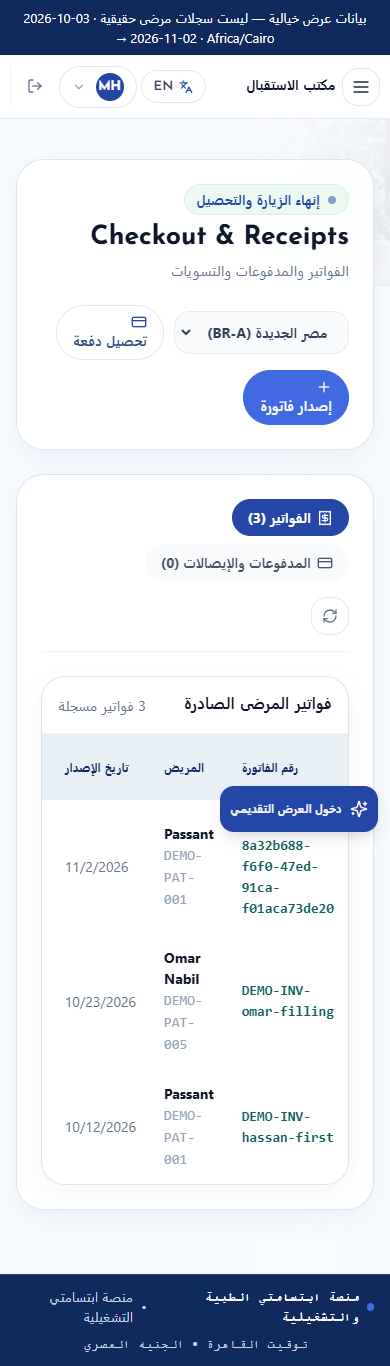 بيانات عرض خيالية — ليست سجلات مرضى حقيقية · 2026-10-03
→ 2026-11-02 · Africa/Cairo
مكتب الاستقبال
EN
MH
إنهاء الزيارة والتحصيل
Checkout & Receipts
الفواتير والمدفوعات والتسويات
مصر الجديدة (BR-A)
تحصيل دفعة
إصدار فاتورة
الفواتير (3)
المدفوعات والإيصالات (0)
فواتير المرضى الصادرة
3 فواتير مسجلة
رقم الفاتورة
المريض
تاريخ الإصدار
دخول العرض التقديمي
8a32b688-
f6f0-47ed-
91ca-
f01aca73de20
Passant
DEMO-
PAT-
001
11/2/2026
DEMO-INV-
omar-filling
Omar
Nabil
DEMO-
PAT-
005
10/23/2026
DEMO-INV-
hassan-first
Passant
DEMO-
PAT-
001
10/12/2026
منصة ابتسامتي الطبية
والتشغيلية
•
منصة ابتسامتي
التشغيلية
توقيت القاهرة • الجنيه المصري